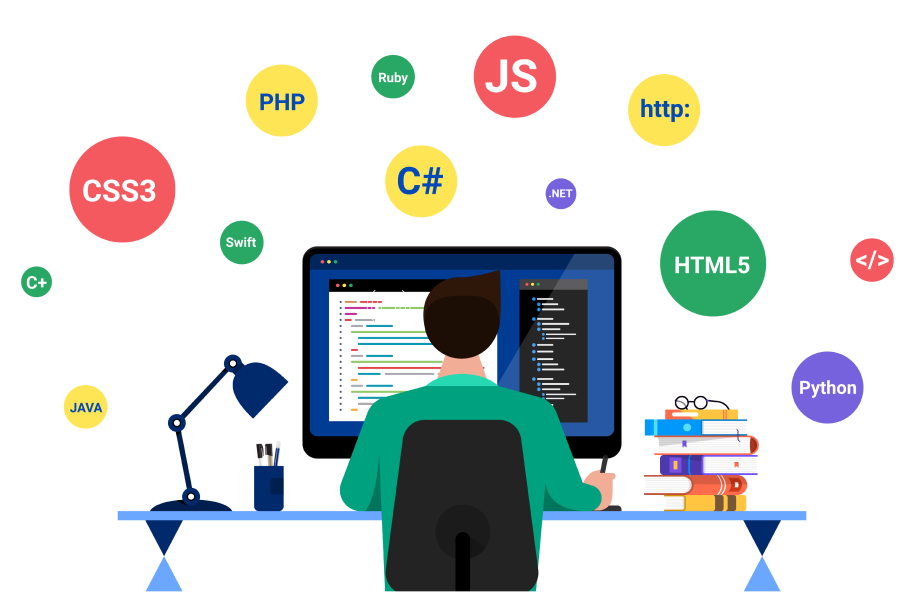 Ruby
JS
PHP
http:
C#
CSS3
.NET
Swift
HTML5
</>
C+
Python
JAVA